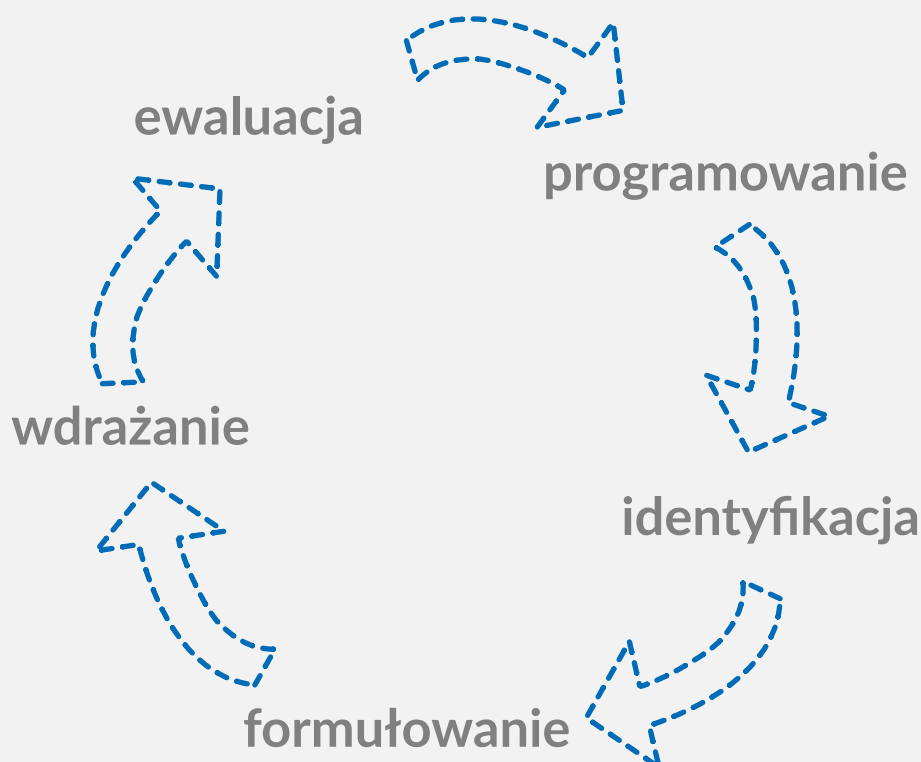 ewaluacja
programowanie
identyfikacja
formułowanie
wdrażanie